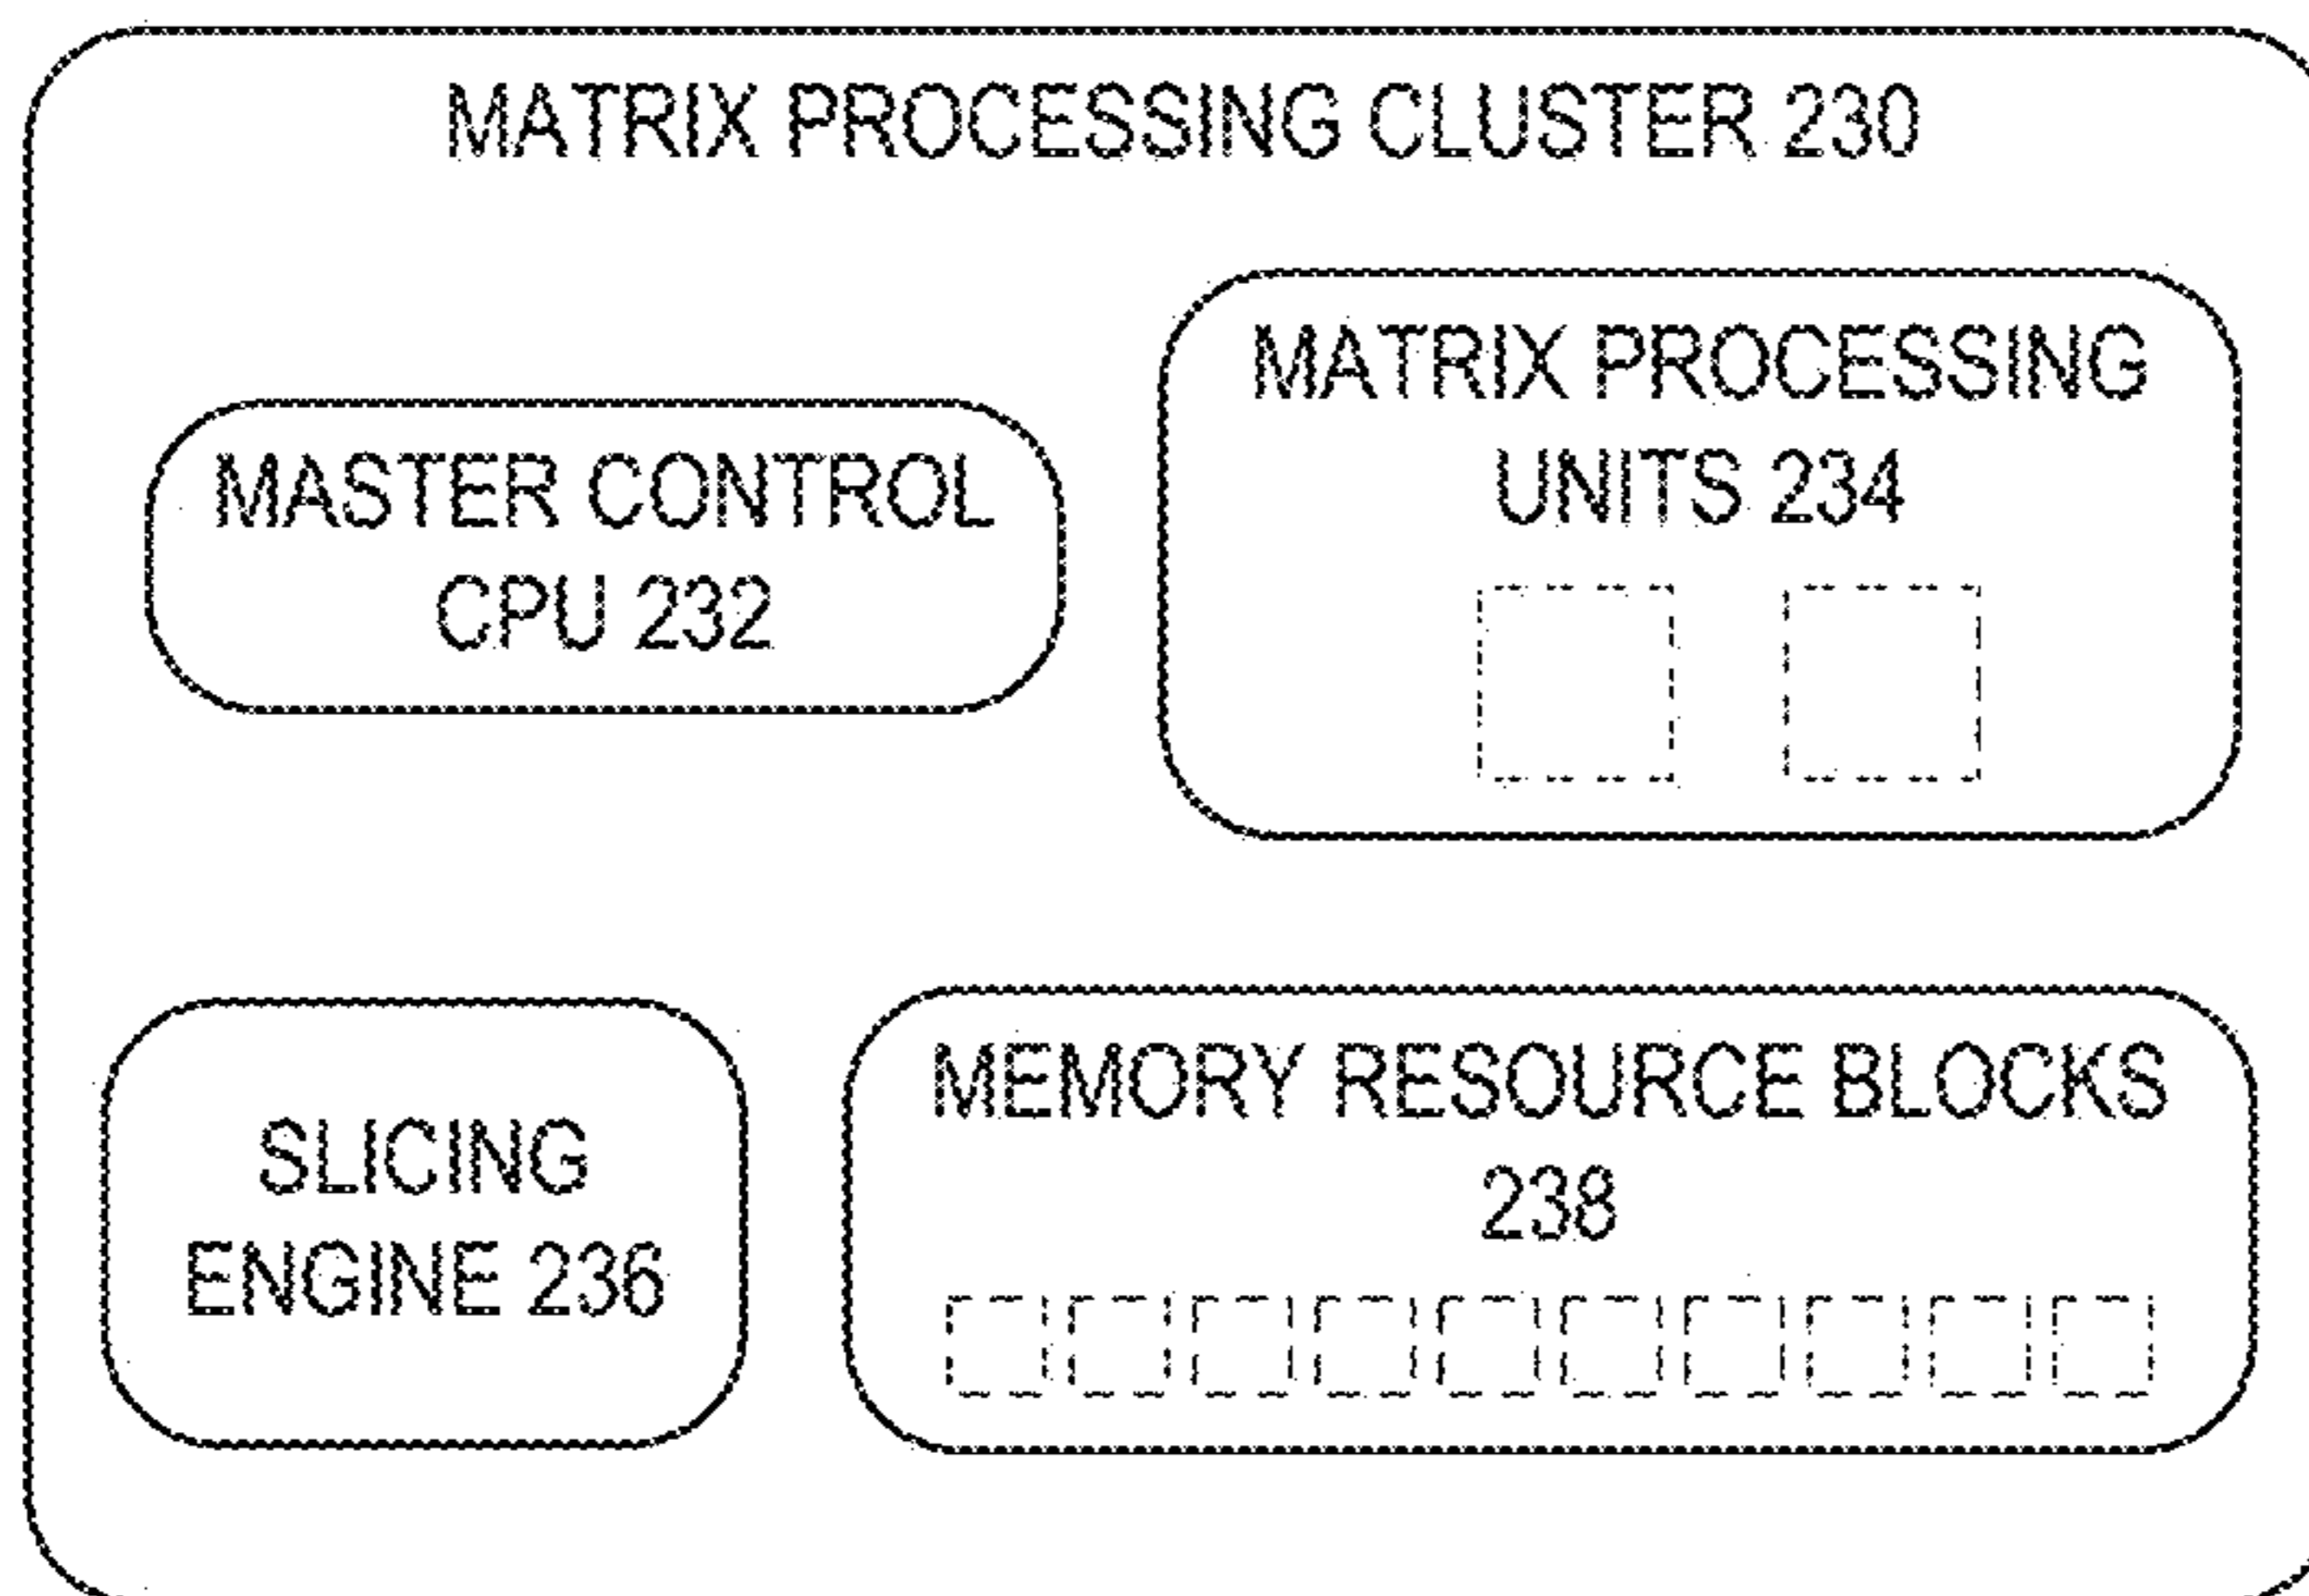 MATRIX PROCESSING CLUSTER 230
MASTER CONTROL
CPU 232
MATRIX PROCESSING
UNITS 234
SLICING
ENGINE 236
MEMORY RESOURCE BLOCKS
238